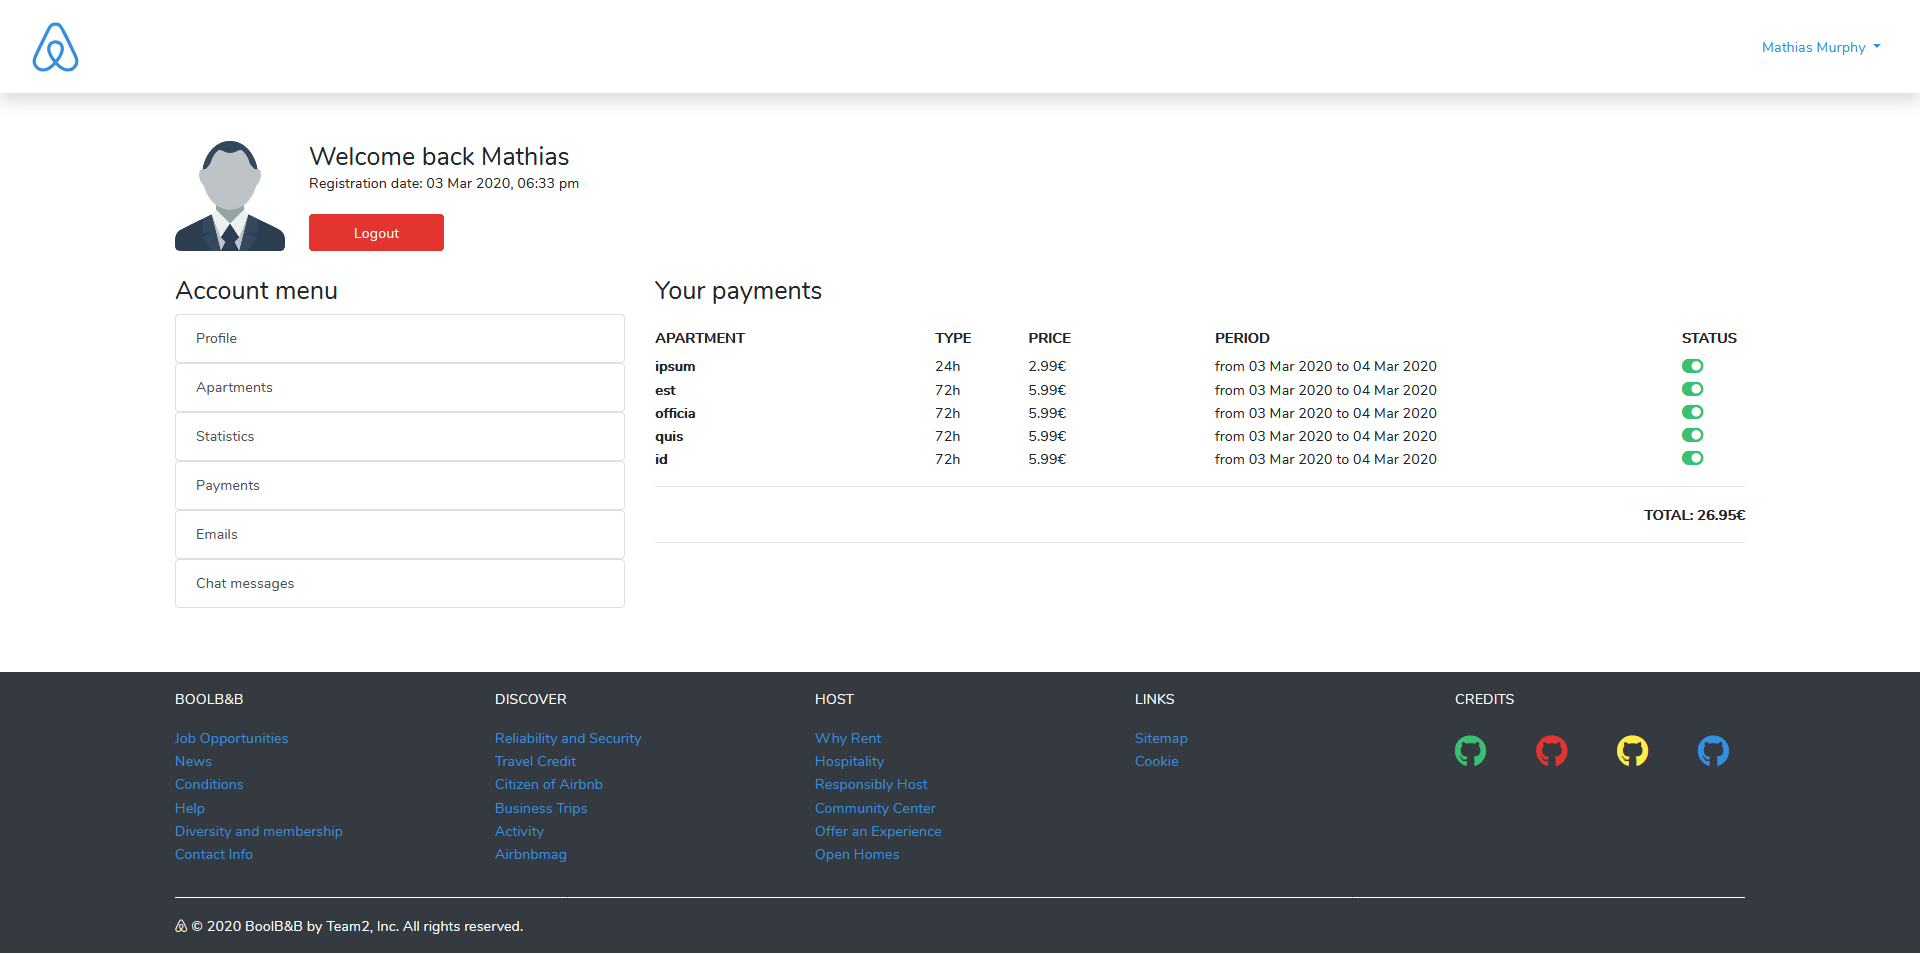 Mathias Murphy
Welcome back Mathias
Registration date: 03 Mar 2020, 06:33 pm
Logout
Account menu
Profile
Apartments
Statistics
Payments
Emails
Chat messages
Your payments
APARTMENT TYPE PRICE PERIOD STATUS
ipsum 24h 2.99€ from 03 Mar 2020 to 04 Mar 2020
est 72h 5.99€ from 03 Mar 2020 to 04 Mar 2020
officia 72h 5.99€ from 03 Mar 2020 to 04 Mar 2020
quis 72h 5.99€ from 03 Mar 2020 to 04 Mar 2020
id 72h 5.99€ from 03 Mar 2020 to 04 Mar 2020
TOTAL: 26.95€
BOOLB&B
Job Opportunities
News
Conditions
Help
Diversity and membership
Contact Info
DISCOVER
Reliability and Security
Travel Credit
Citizen of Airbnb
Business Trips
Activity
Airbnbmag
HOST
Why Rent
Hospitality
Responsibly Host
Community Center
Offer an Experience
Open Homes
LINKS
Sitemap
Cookie
CREDITS
© 2020 BoolB&B by Team2, Inc. All rights reserved.